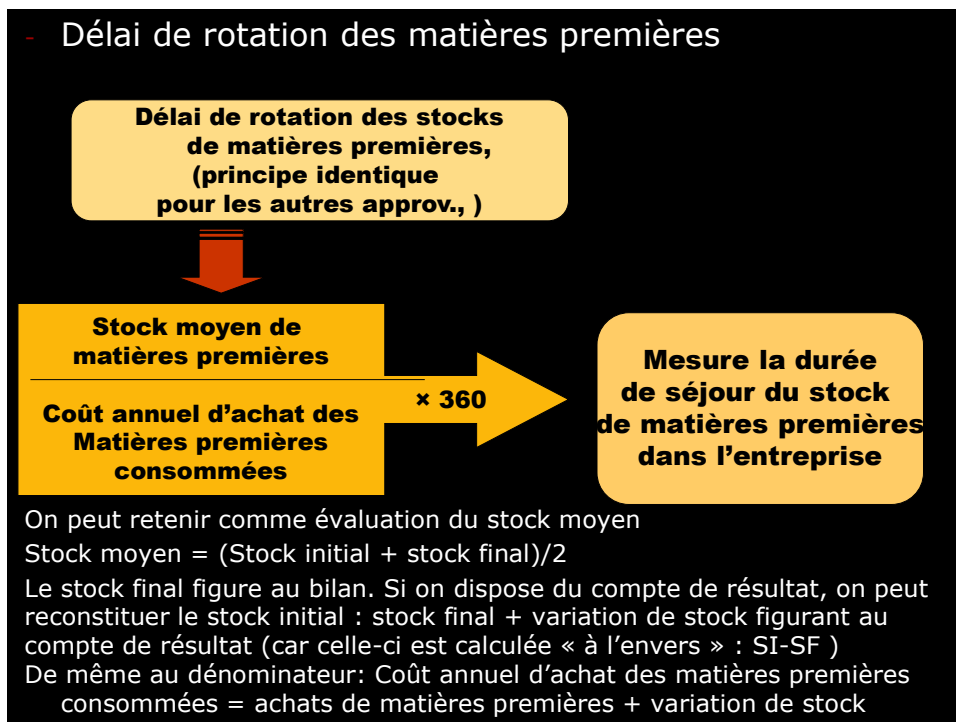 - Délai de rotation des matières premières
Délai de rotation des stocks
de matières premières,
(principe identique
pour les autres approv., )
Stock moyen de
matières premières
Coût annuel d’achat des
Matières premières
consommées
× 360
Mesure la durée
de séjour du stock
de matières premières
dans l’entreprise
On peut retenir comme évaluation du stock moyen
Stock moyen = (Stock initial + stock final)/2
Le stock final figure au bilan. Si on dispose du compte de résultat, on peut
reconstituer le stock initial : stock final + variation de stock figurant au
compte de résultat (car celle-ci est calculée « à l’envers » : SI-SF )
De même au dénominateur: Coût annuel d’achat des matières premières
consommées = achats de matières premières + variation de stock